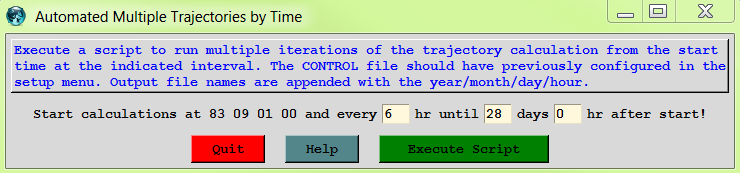 Automated Multiple Trajectories by Time
Execute a script to run multiple iterations of the trajectory calculation from the start
time at the indicated interval. The CONTROL file should have previously configured in the
setup menu. Output file names are appended with the year/month/day/hour.
Start calculations at 83 09 01 00 and every 6 hr until 28 days 0 hr after start!
Quit Help Execute Script